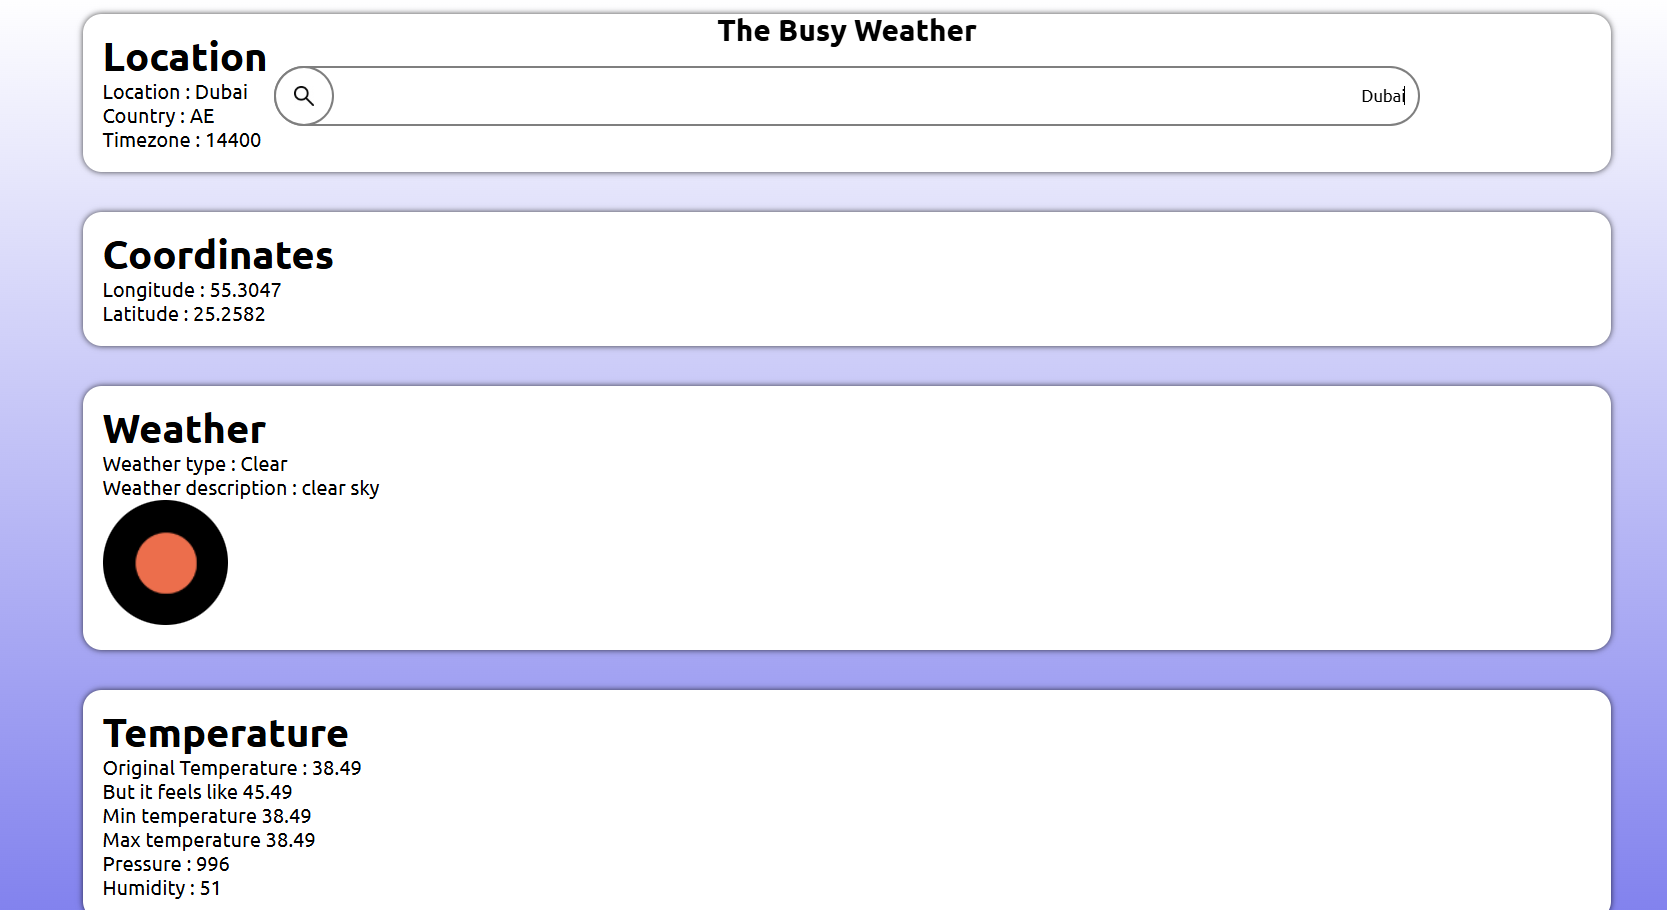 The Busy Weather
Location
Dubai
Location : Dubai
Country : AE
Timezone : 14400
Coordinates
Longitude : 55.3047
Latitude : 25.2582
Weather
Weather type : Clear
Weather description : clear sky
Temperature
Original Temperature : 38.49
But it feels like 45.49
Min temperature 38.49
Max temperature 38.49
Pressure : 996
Humidity : 51